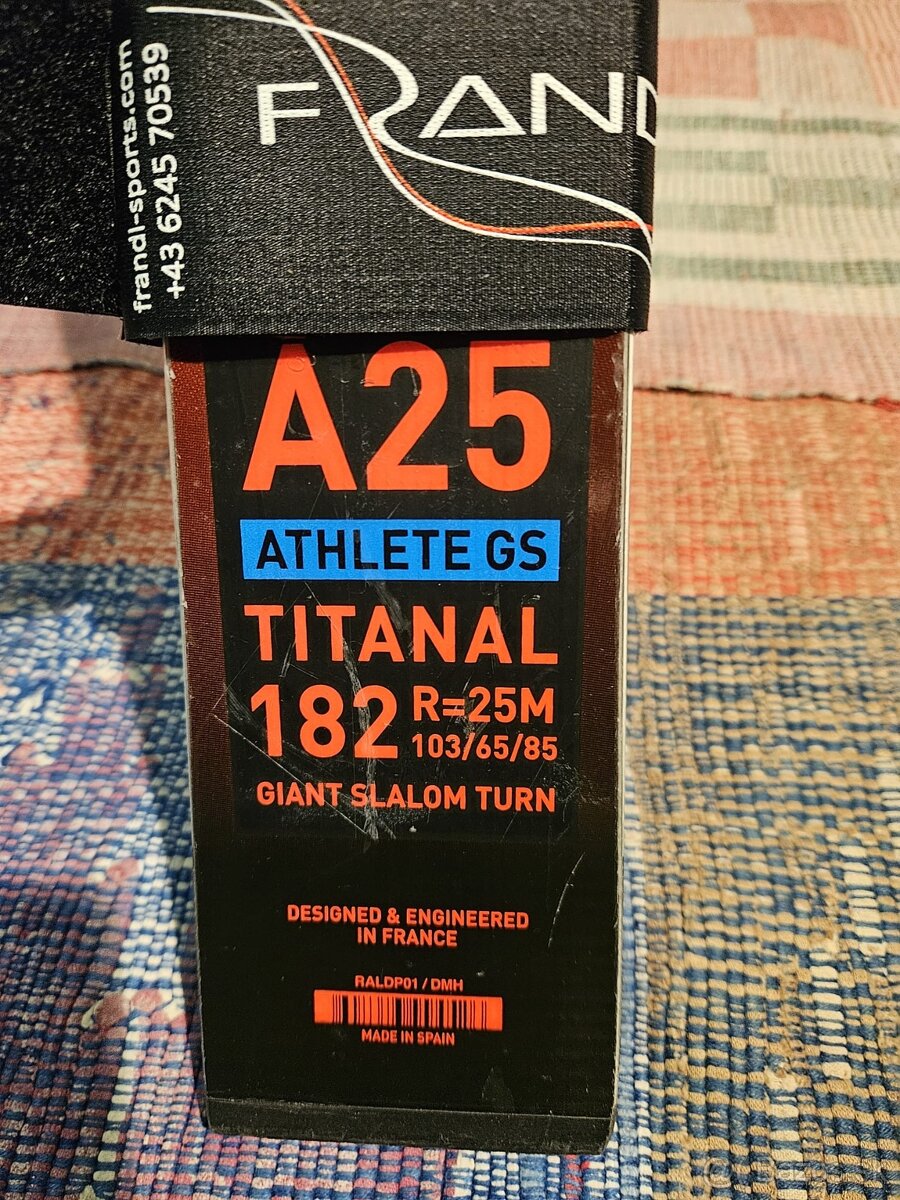 frandl-sports.com
+43 6245 70539
FRAND
A25
ATHLETE GS
TITANAL
182 R=25M
103/65/85
GIANT SLALOM TURN
DESIGNED & ENGINEERED
IN FRANCE
RALDP01 / DMH
MADE IN SPAIN